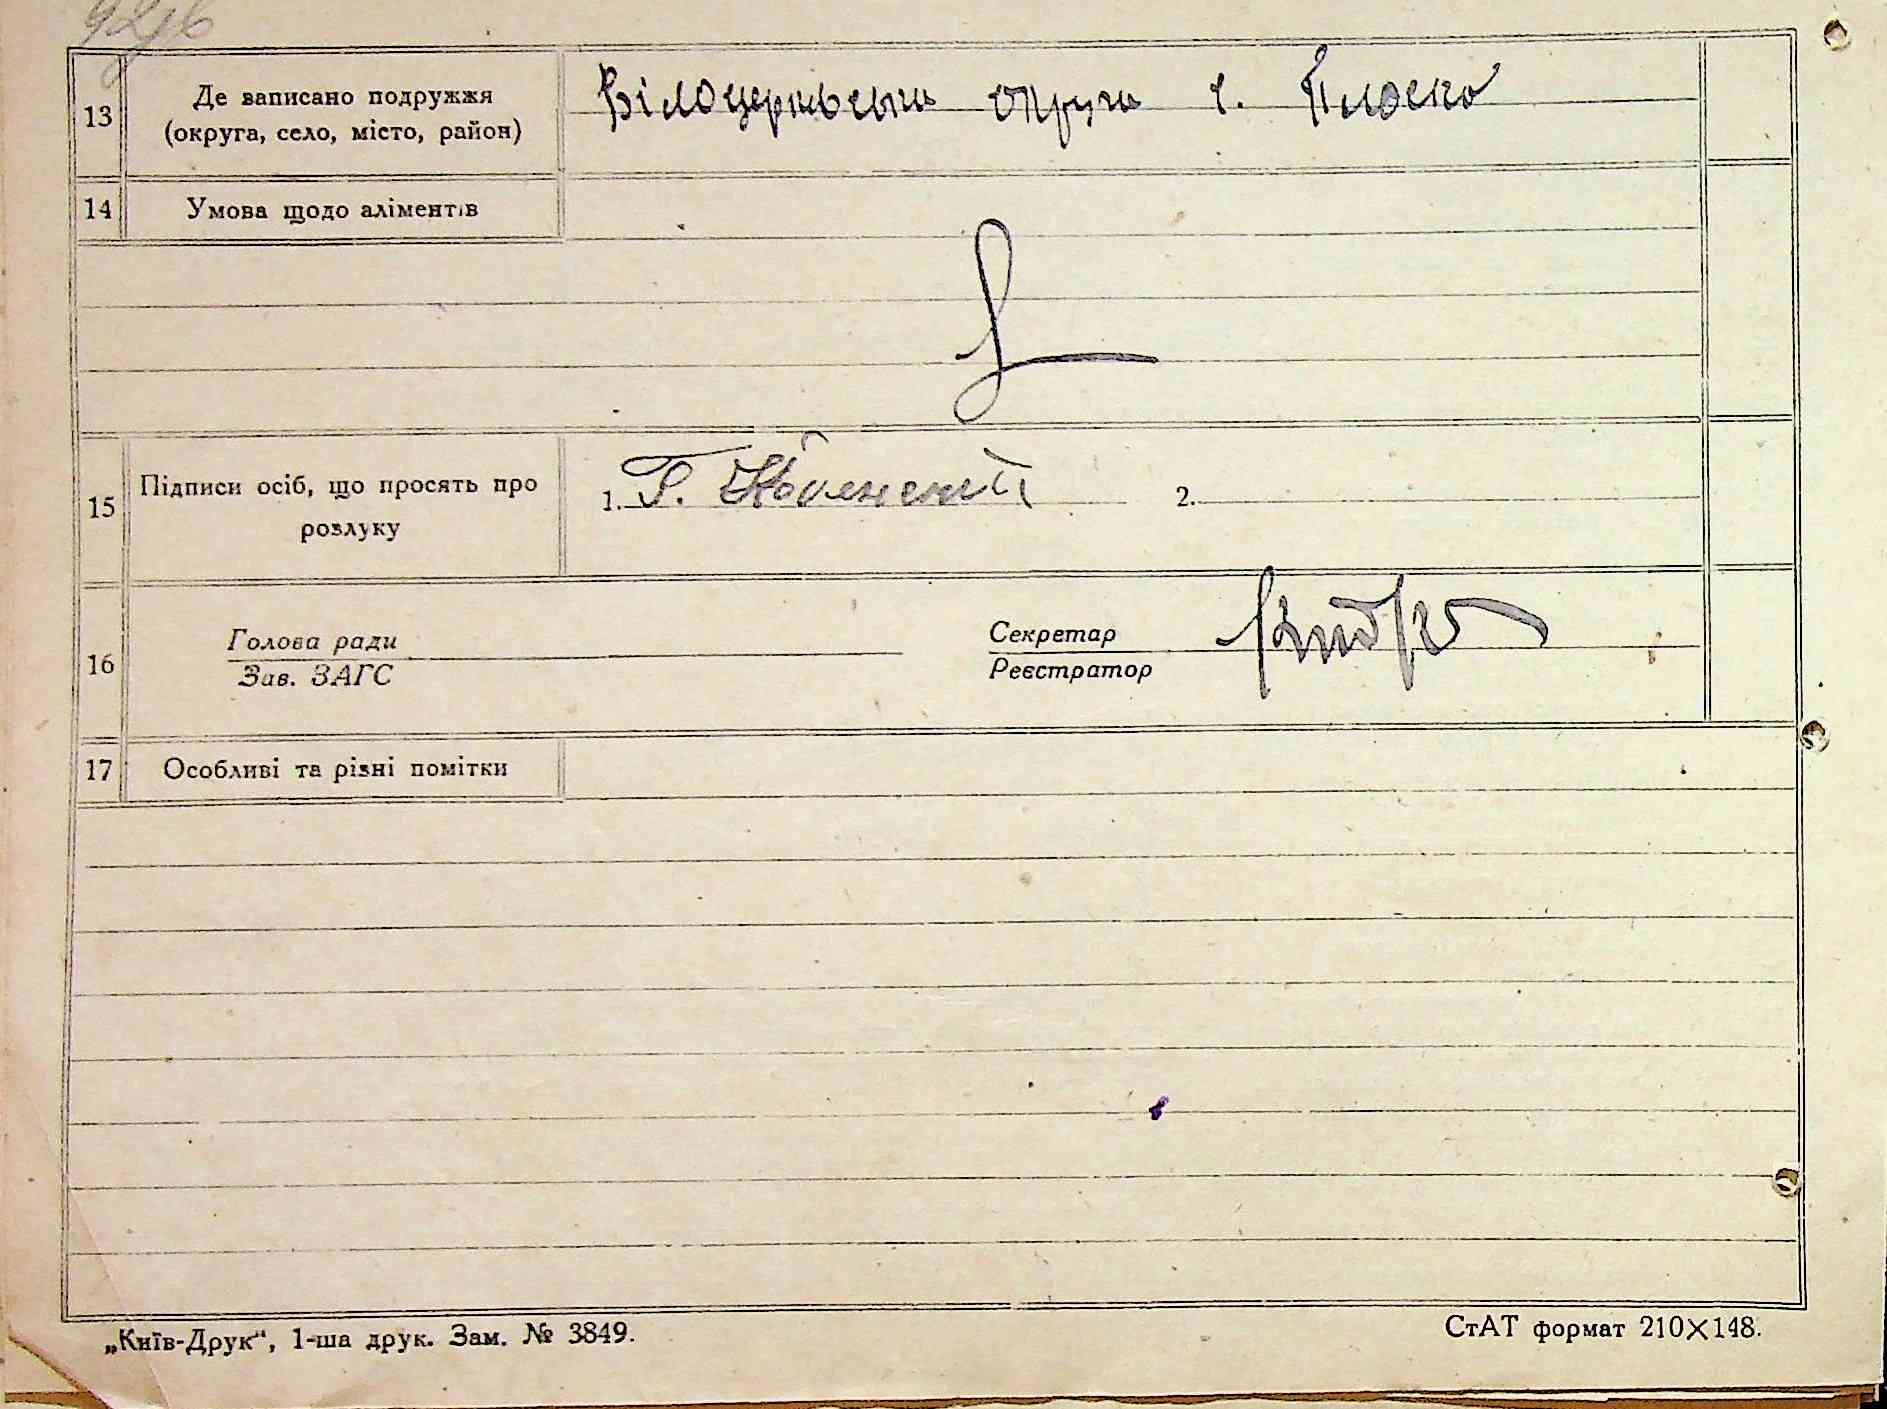 92зв
13 Де записано подружжя Білоцерківська округа с. Плоско
(округа, село, місто, район)
14 Умова щодо аліментів
15 Підписи осіб, що просять про розлуку
1. Г. 2.
16 Голова ради Секретар
Зав. ЗАГС Реєстратор
17 Особливі та різні помітки
„Київ-Друк“, 1-ша друк. Зам. № 3849. СтАТ формат 210×148.